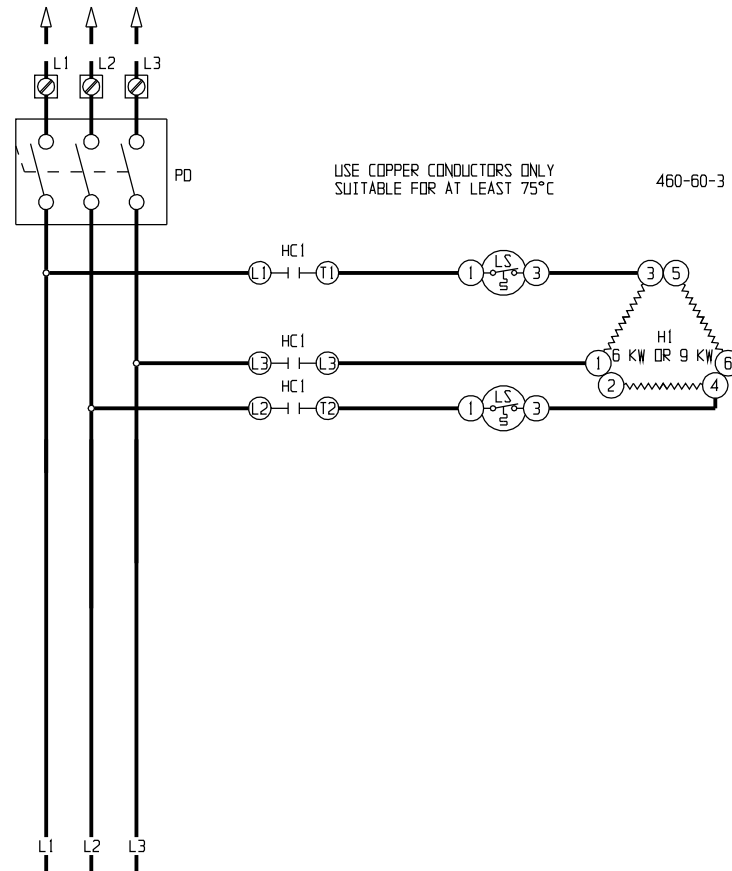 L1 L2 L3
PD
USE COPPER CONDUCTORS ONLY
SUITABLE FOR AT LEAST 75°C
460-60-3
HC1
L1 T1 1 LS 3 3 5
S
H1
HC1
6 KW OR 9 KW
L3 L3 1 6
HC1
2 4
L2 T2 1 LS 3
S
L1 L2 L3